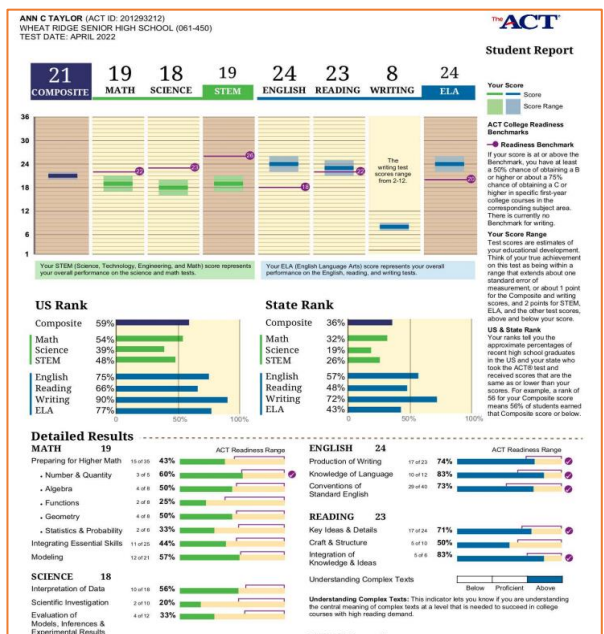 ANN C TAYLOR (ACT ID: 201293212)
WHEAT RIDGE SENIOR HIGH SCHOOL (061-450)
TEST DATE: APRIL 2022
The ACT
Student Report
21 19 18 19 24 23 8 24
COMPOSITE MATH SCIENCE STEM ENGLISH READING WRITING ELA
36
30
24
18
12
6
1
22
23
26
18
22
20
The
writing test
scores range
from 2-12.
Your STEM (Science, Technology, Engineering, and Math) score represents
your overall performance on the science and math tests.
Your ELA (English Language Arts) score represents your overall
performance on the English, reading, and writing tests.
Your Score
Score
Score Range
ACT College Readiness
Benchmarks
Readiness Benchmark
If your score is at or above the
Benchmark, you have at least
a 50% chance of obtaining a B
or higher or about a 75%
chance of obtaining a C or
higher in specific first-year
college courses in the
corresponding subject area.
There is currently no
Benchmark for writing.
Your Score Range
Test scores are estimates of
your educational development.
Think of your true achievement
on this test as being within a
range that extends about one
standard error of
measurement, or about 1 point
for the Composite and writing
scores, and 2 points for STEM,
ELA, and the other test scores,
above and below your score.
US & State Rank
Your ranks tell you the
approximate percentages of
recent high school graduates
in the US and your state who
took the ACT® test and
received scores that are the
same as or lower than your
scores. For example, a rank of
56 for your Composite score
means 56% of students earned
that Composite score or below.
US Rank
Composite 59%
Math 54%
Science 39%
STEM 48%
English 75%
Reading 66%
Writing 90%
ELA 77%
0% 50% 100%
State Rank
Composite 36%
Math 32%
Science 19%
STEM 26%
English 57%
Reading 48%
Writing 72%
ELA 43%
0% 50% 100%
Detailed Results
MATH 19 ACT Readiness Range
Preparing for Higher Math 15 of 35 43%
• Number & Quantity 3 of 5 60%
• Algebra 4 of 8 50%
• Functions 2 of 8 25%
• Geometry 4 of 8 50%
• Statistics & Probability 2 of 6 33%
Integrating Essential Skills 11 of 25 44%
Modeling 12 of 21 57%
SCIENCE 18
Interpretation of Data 10 of 18 56%
Scientific Investigation 2 of 10 20%
Evaluation of 4 of 12 33%
Models, Inferences &
Experimental Results
ENGLISH 24 ACT Readiness Range
Production of Writing 17 of 23 74%
Knowledge of Language 10 of 12 83%
Conventions of 29 of 40 73%
Standard English
READING 23
Key Ideas & Details 17 of 24 71%
Craft & Structure 5 of 10 50%
Integration of 5 of 6 83%
Knowledge & Ideas
Understanding Complex Texts
Below Proficient Above
Understanding Complex Texts: This indicator lets you know if you are understanding
the central meaning of complex texts at a level that is needed to succeed in college
courses with high reading demand.